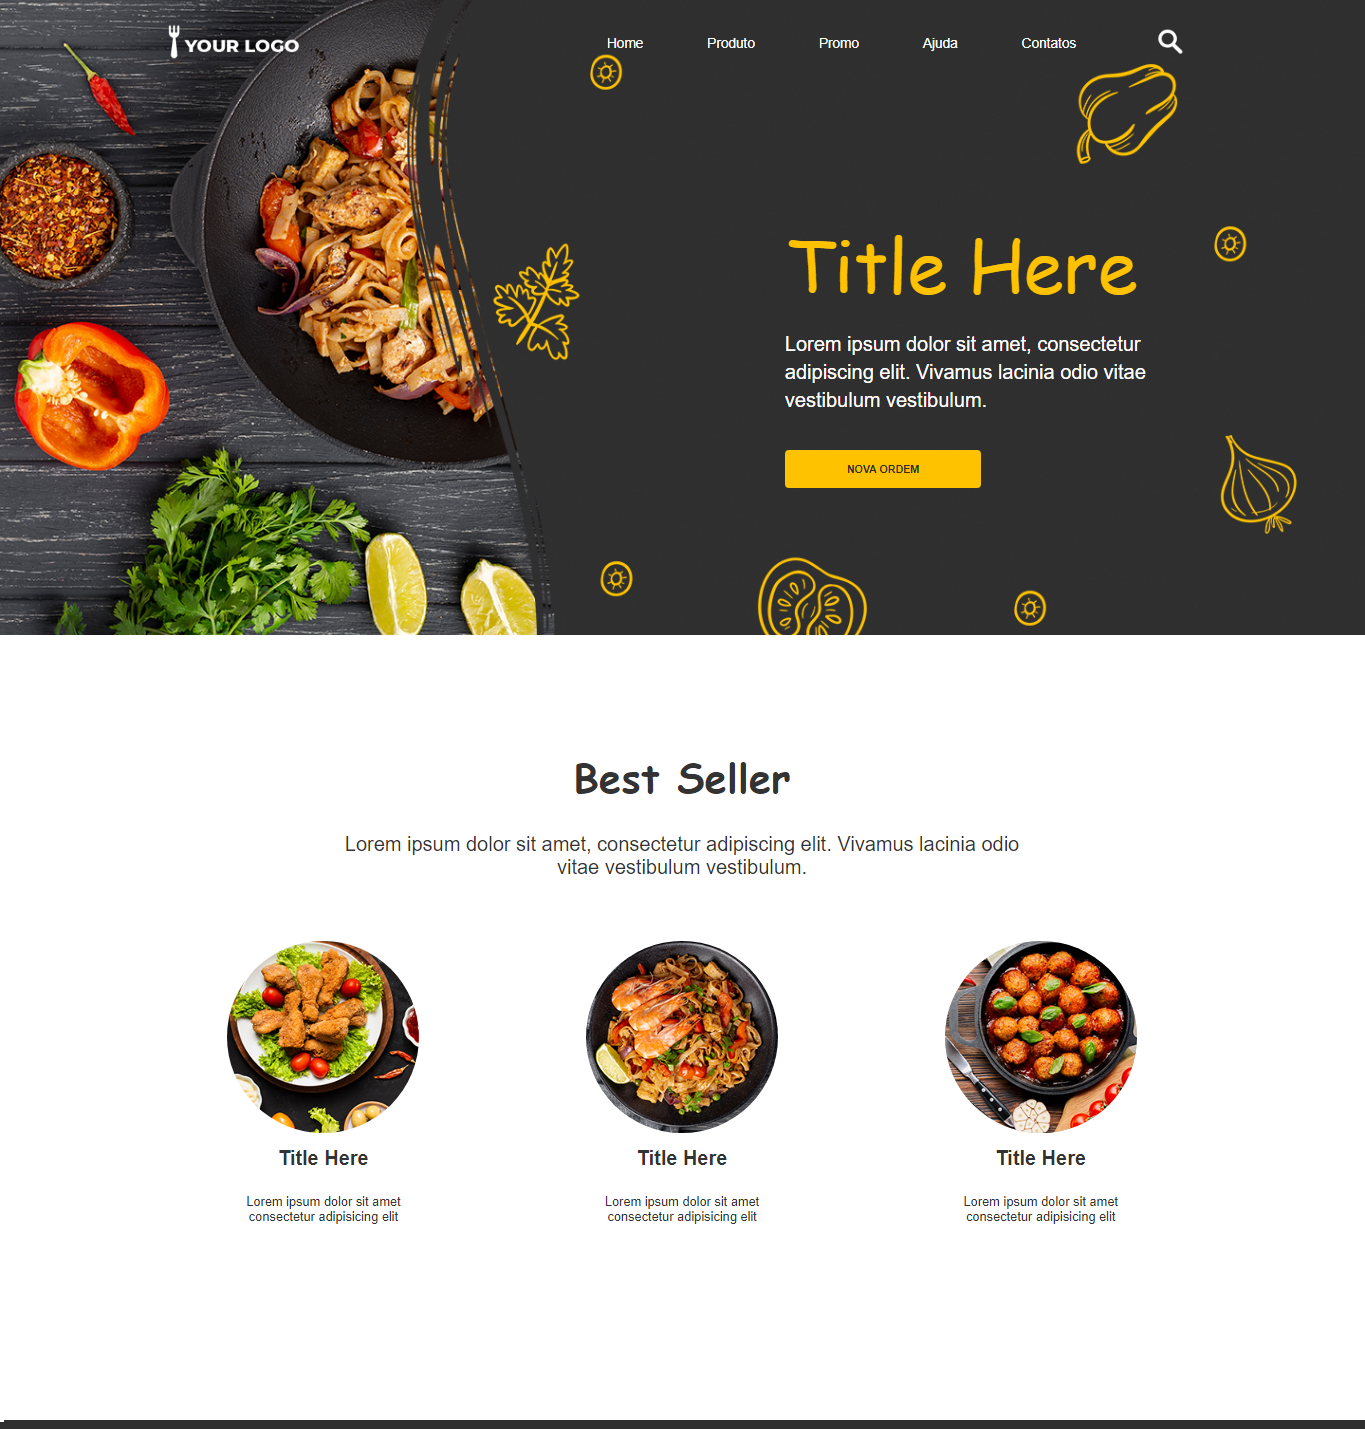 YOUR LOGO
Home Produto Promo Ajuda Contatos
Title Here
Lorem ipsum dolor sit amet, consectetur
adipiscing elit. Vivamus lacinia odio vitae
vestibulum vestibulum.
NOVA ORDEM
Best Seller
Lorem ipsum dolor sit amet, consectetur adipiscing elit. Vivamus lacinia odio
vitae vestibulum vestibulum.
Title Here
Lorem ipsum dolor sit amet
consectetur adipisicing elit
Title Here
Lorem ipsum dolor sit amet
consectetur adipisicing elit
Title Here
Lorem ipsum dolor sit amet
consectetur adipisicing elit